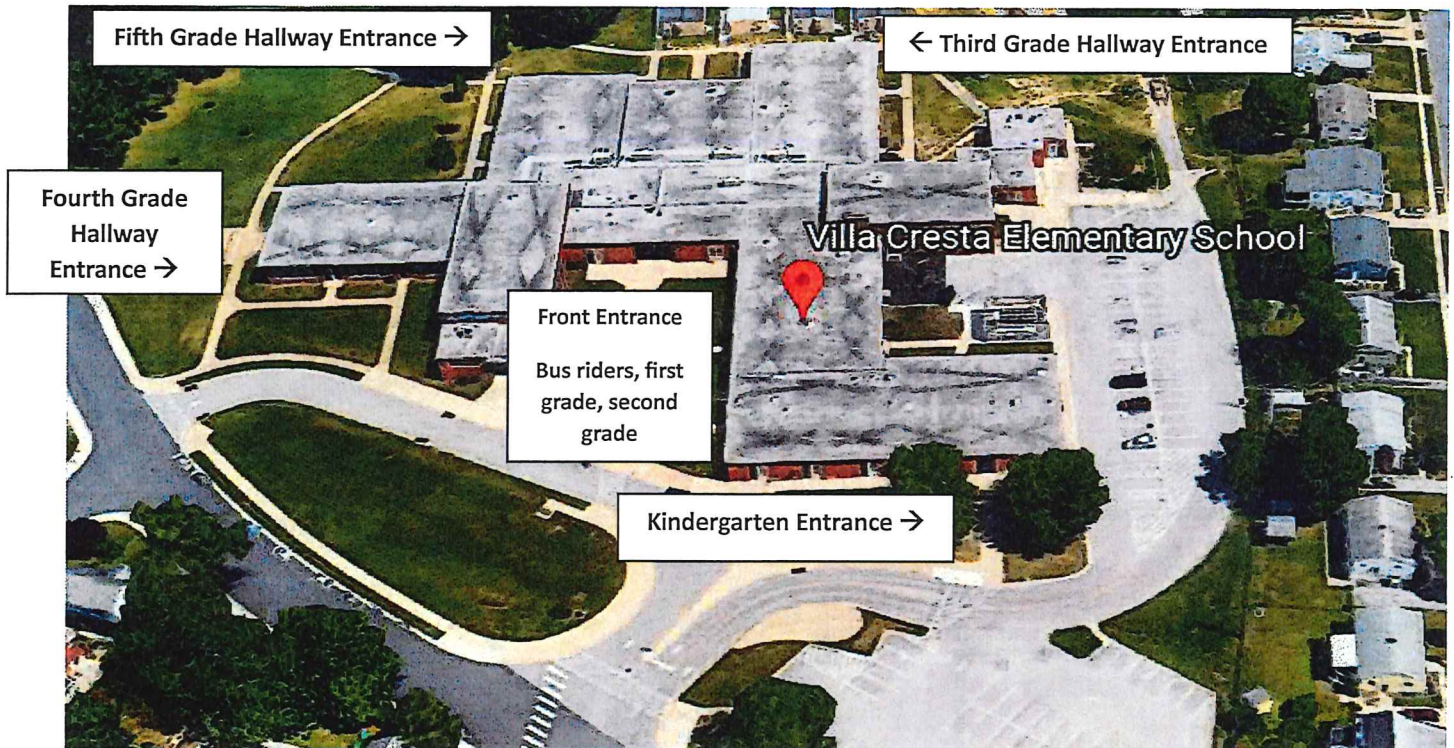 Fifth Grade Hallway Entrance →
← Third Grade Hallway Entrance
Fourth Grade
Hallway
Entrance →
Villa Cresta Elementary School
Front Entrance
Bus riders, first
grade, second
grade
Kindergarten Entrance →